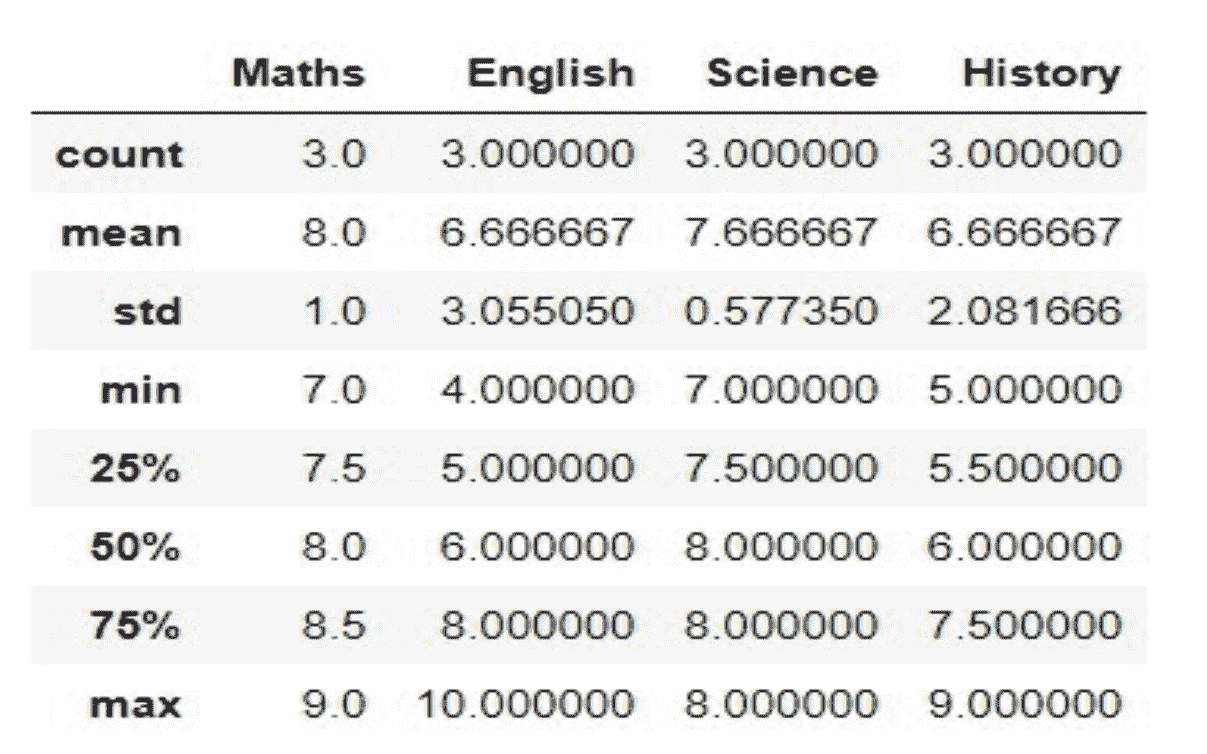 Maths English Science History
count 3.0 3.000000 3.000000 3.000000
mean 8.0 6.666667 7.666667 6.666667
std 1.0 3.055050 0.577350 2.081666
min 7.0 4.000000 7.000000 5.000000
25% 7.5 5.000000 7.500000 5.500000
50% 8.0 6.000000 8.000000 6.000000
75% 8.5 8.000000 8.000000 7.500000
max 9.0 10.000000 8.000000 9.000000